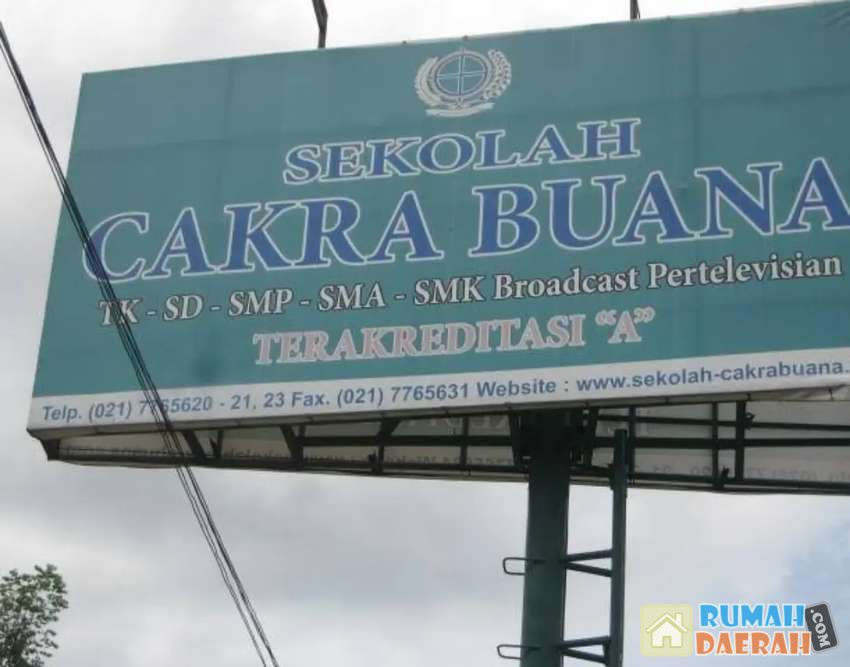 SEKOLAH
CAKRA BUANA
TK - SD - SMP - SMA - SMK Broadcast Pertelevisian
TERAKREDITASI "A"
Telp. (021) 7765620 - 21, 23 Fax. (021) 7765631 Website : www.sekolah-cakrabuana.
RUMAH
DAERAH
.COM